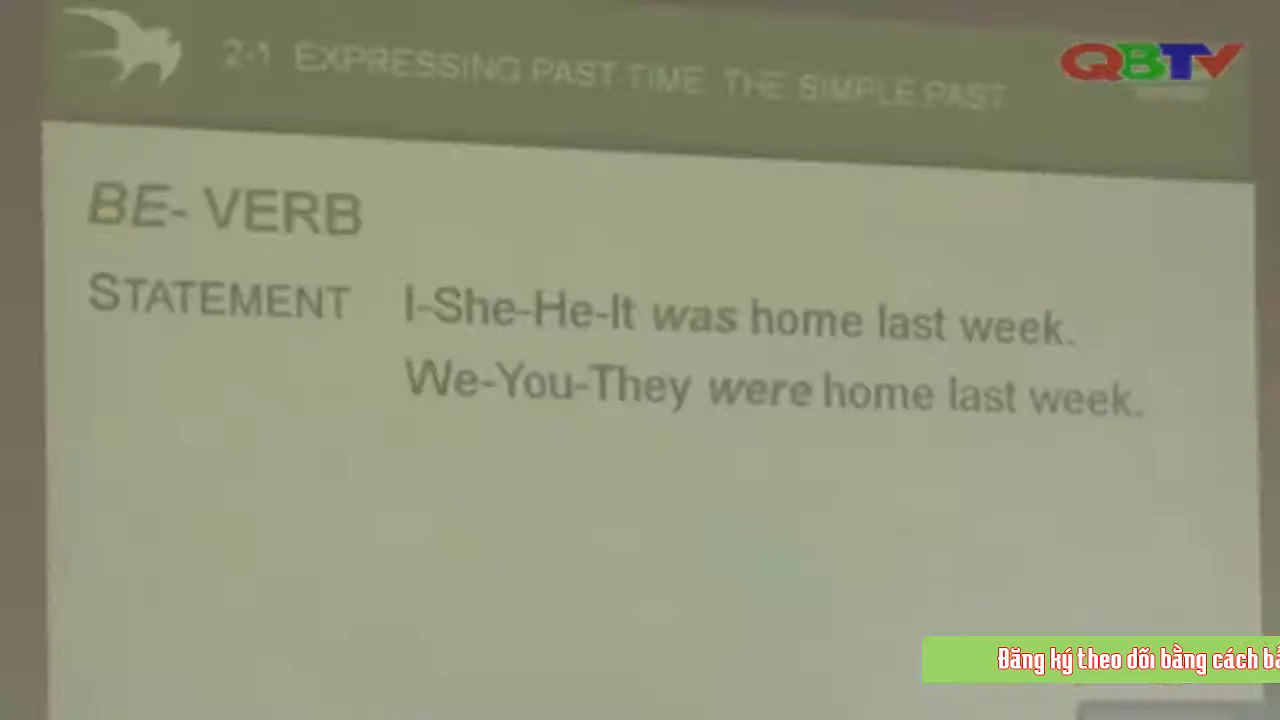 2-1 EXPRESSING PAST TIME: THE SIMPLE PAST
QBTV
BE- VERB
STATEMENT I-She-He-It was home last week.
We-You-They were home last week.
Đăng ký theo dõi bằng cách